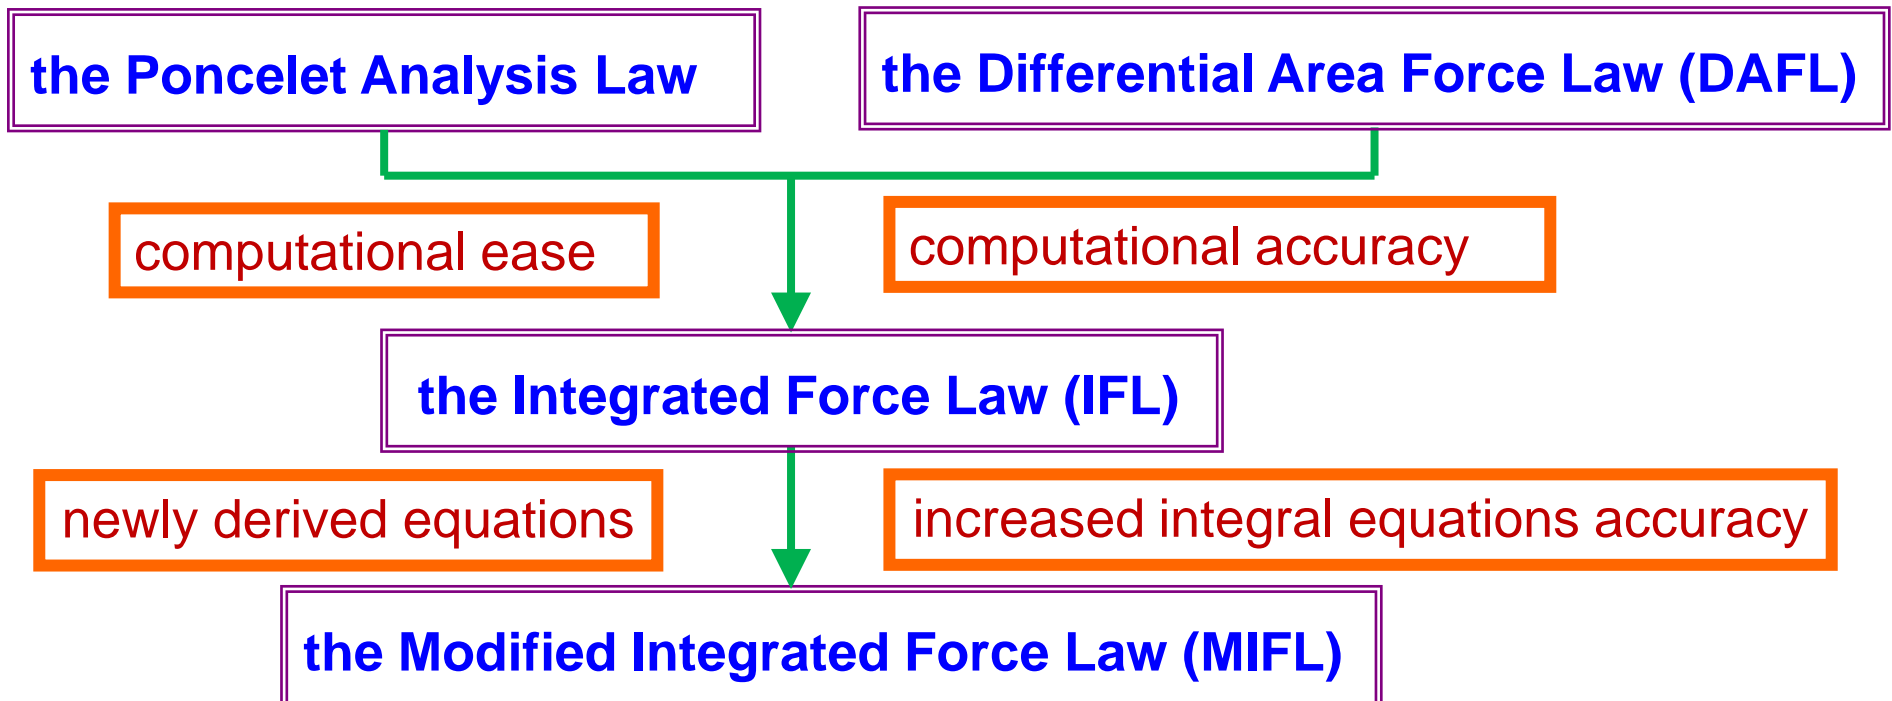 the Poncelet Analysis Law
the Differential Area Force Law (DAFL)
computational ease
computational accuracy
the Integrated Force Law (IFL)
newly derived equations
increased integral equations accuracy
the Modified Integrated Force Law (MIFL)